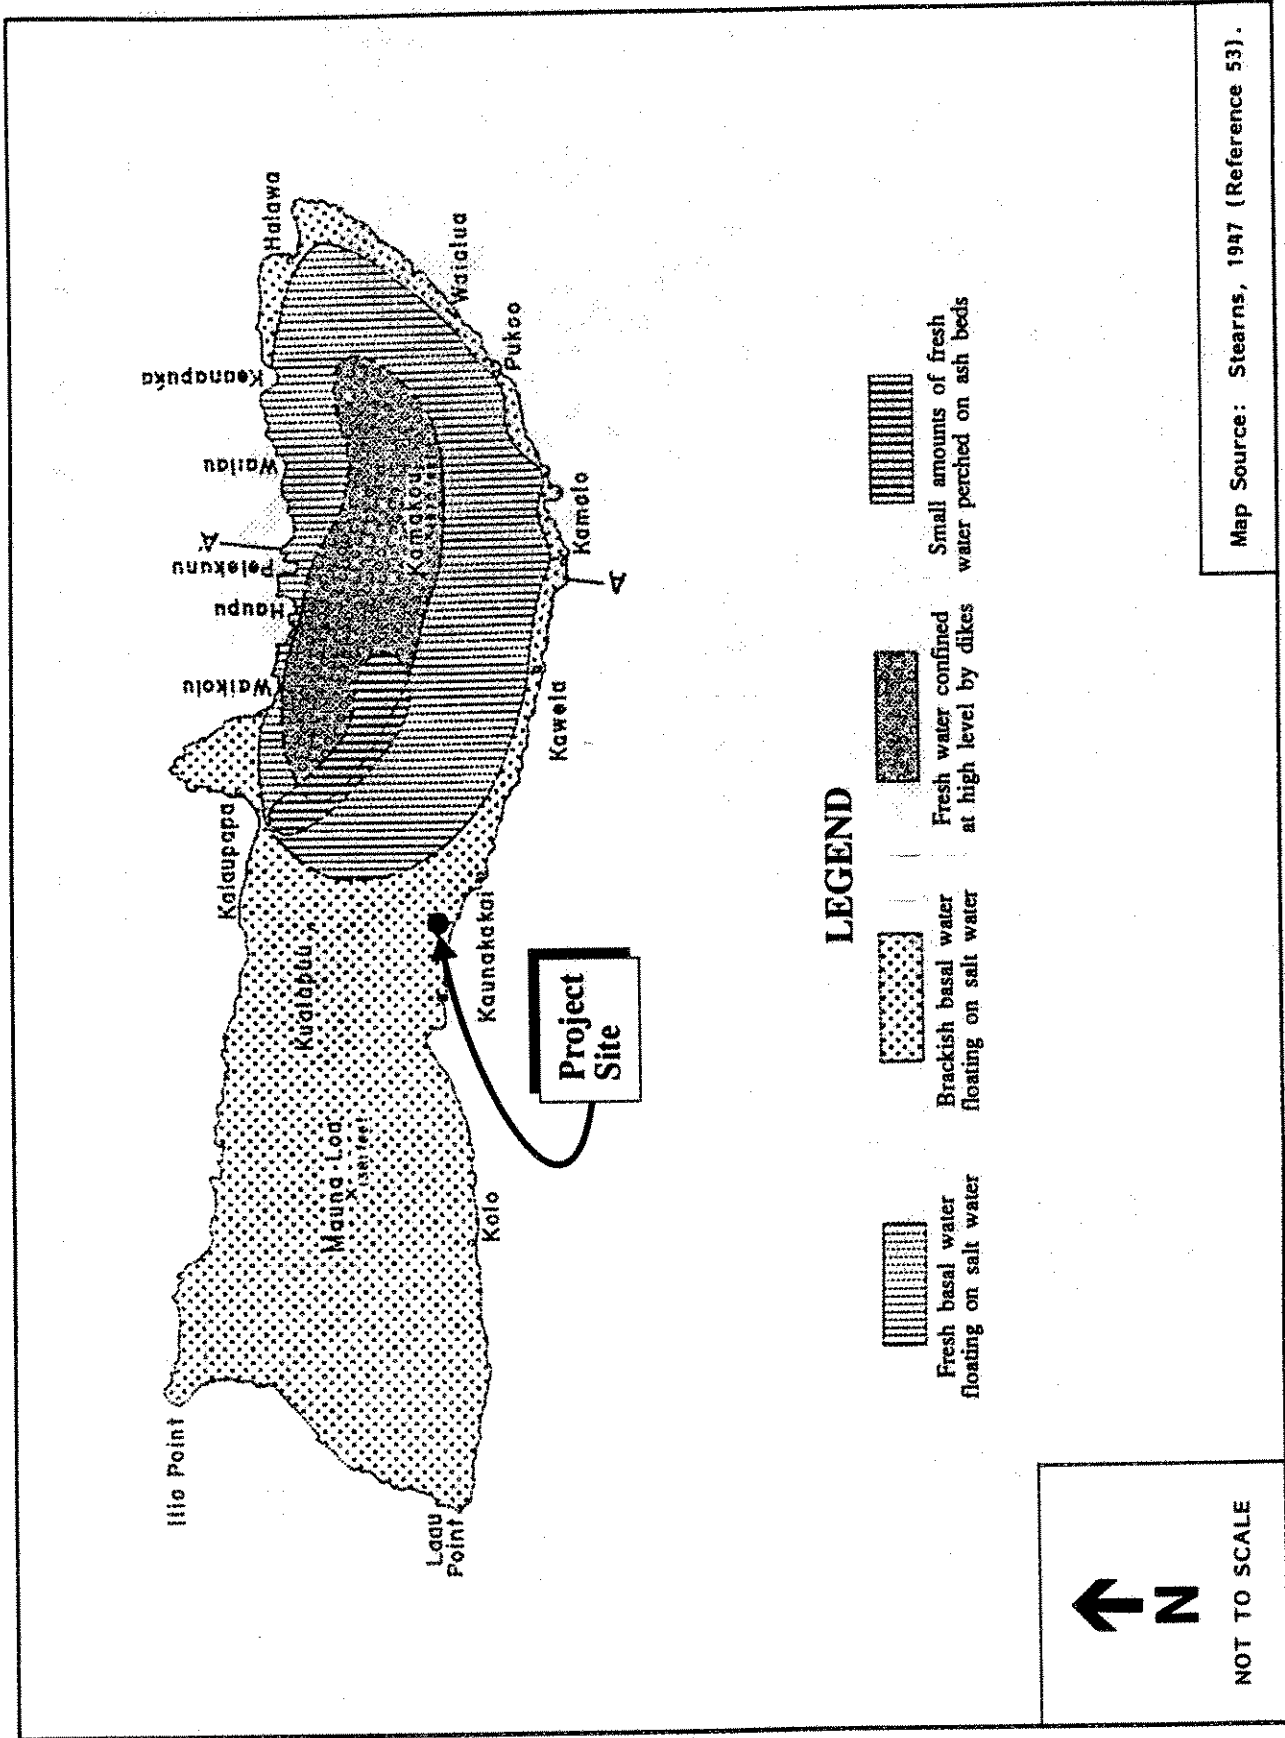 Ilio Point
Laau
Point
Mauna Loa
X
Kolo
Kualapuu
Kalaupapa
Kaunakakai
Waikolu
Haupu
Pelekunu
A'
Wailau
Keanapuka
Halawa
Waialua
Pukoo
Kamakou
Kamalo
A
Kawela
Project
Site
LEGEND
Fresh basal water
floating on salt water
Brackish basal water
floating on salt water
Fresh water confined
at high level by dikes
Small amounts of fresh
water perched on ash beds
N
NOT TO SCALE
Map Source: Stearns, 1947 (Reference 53).